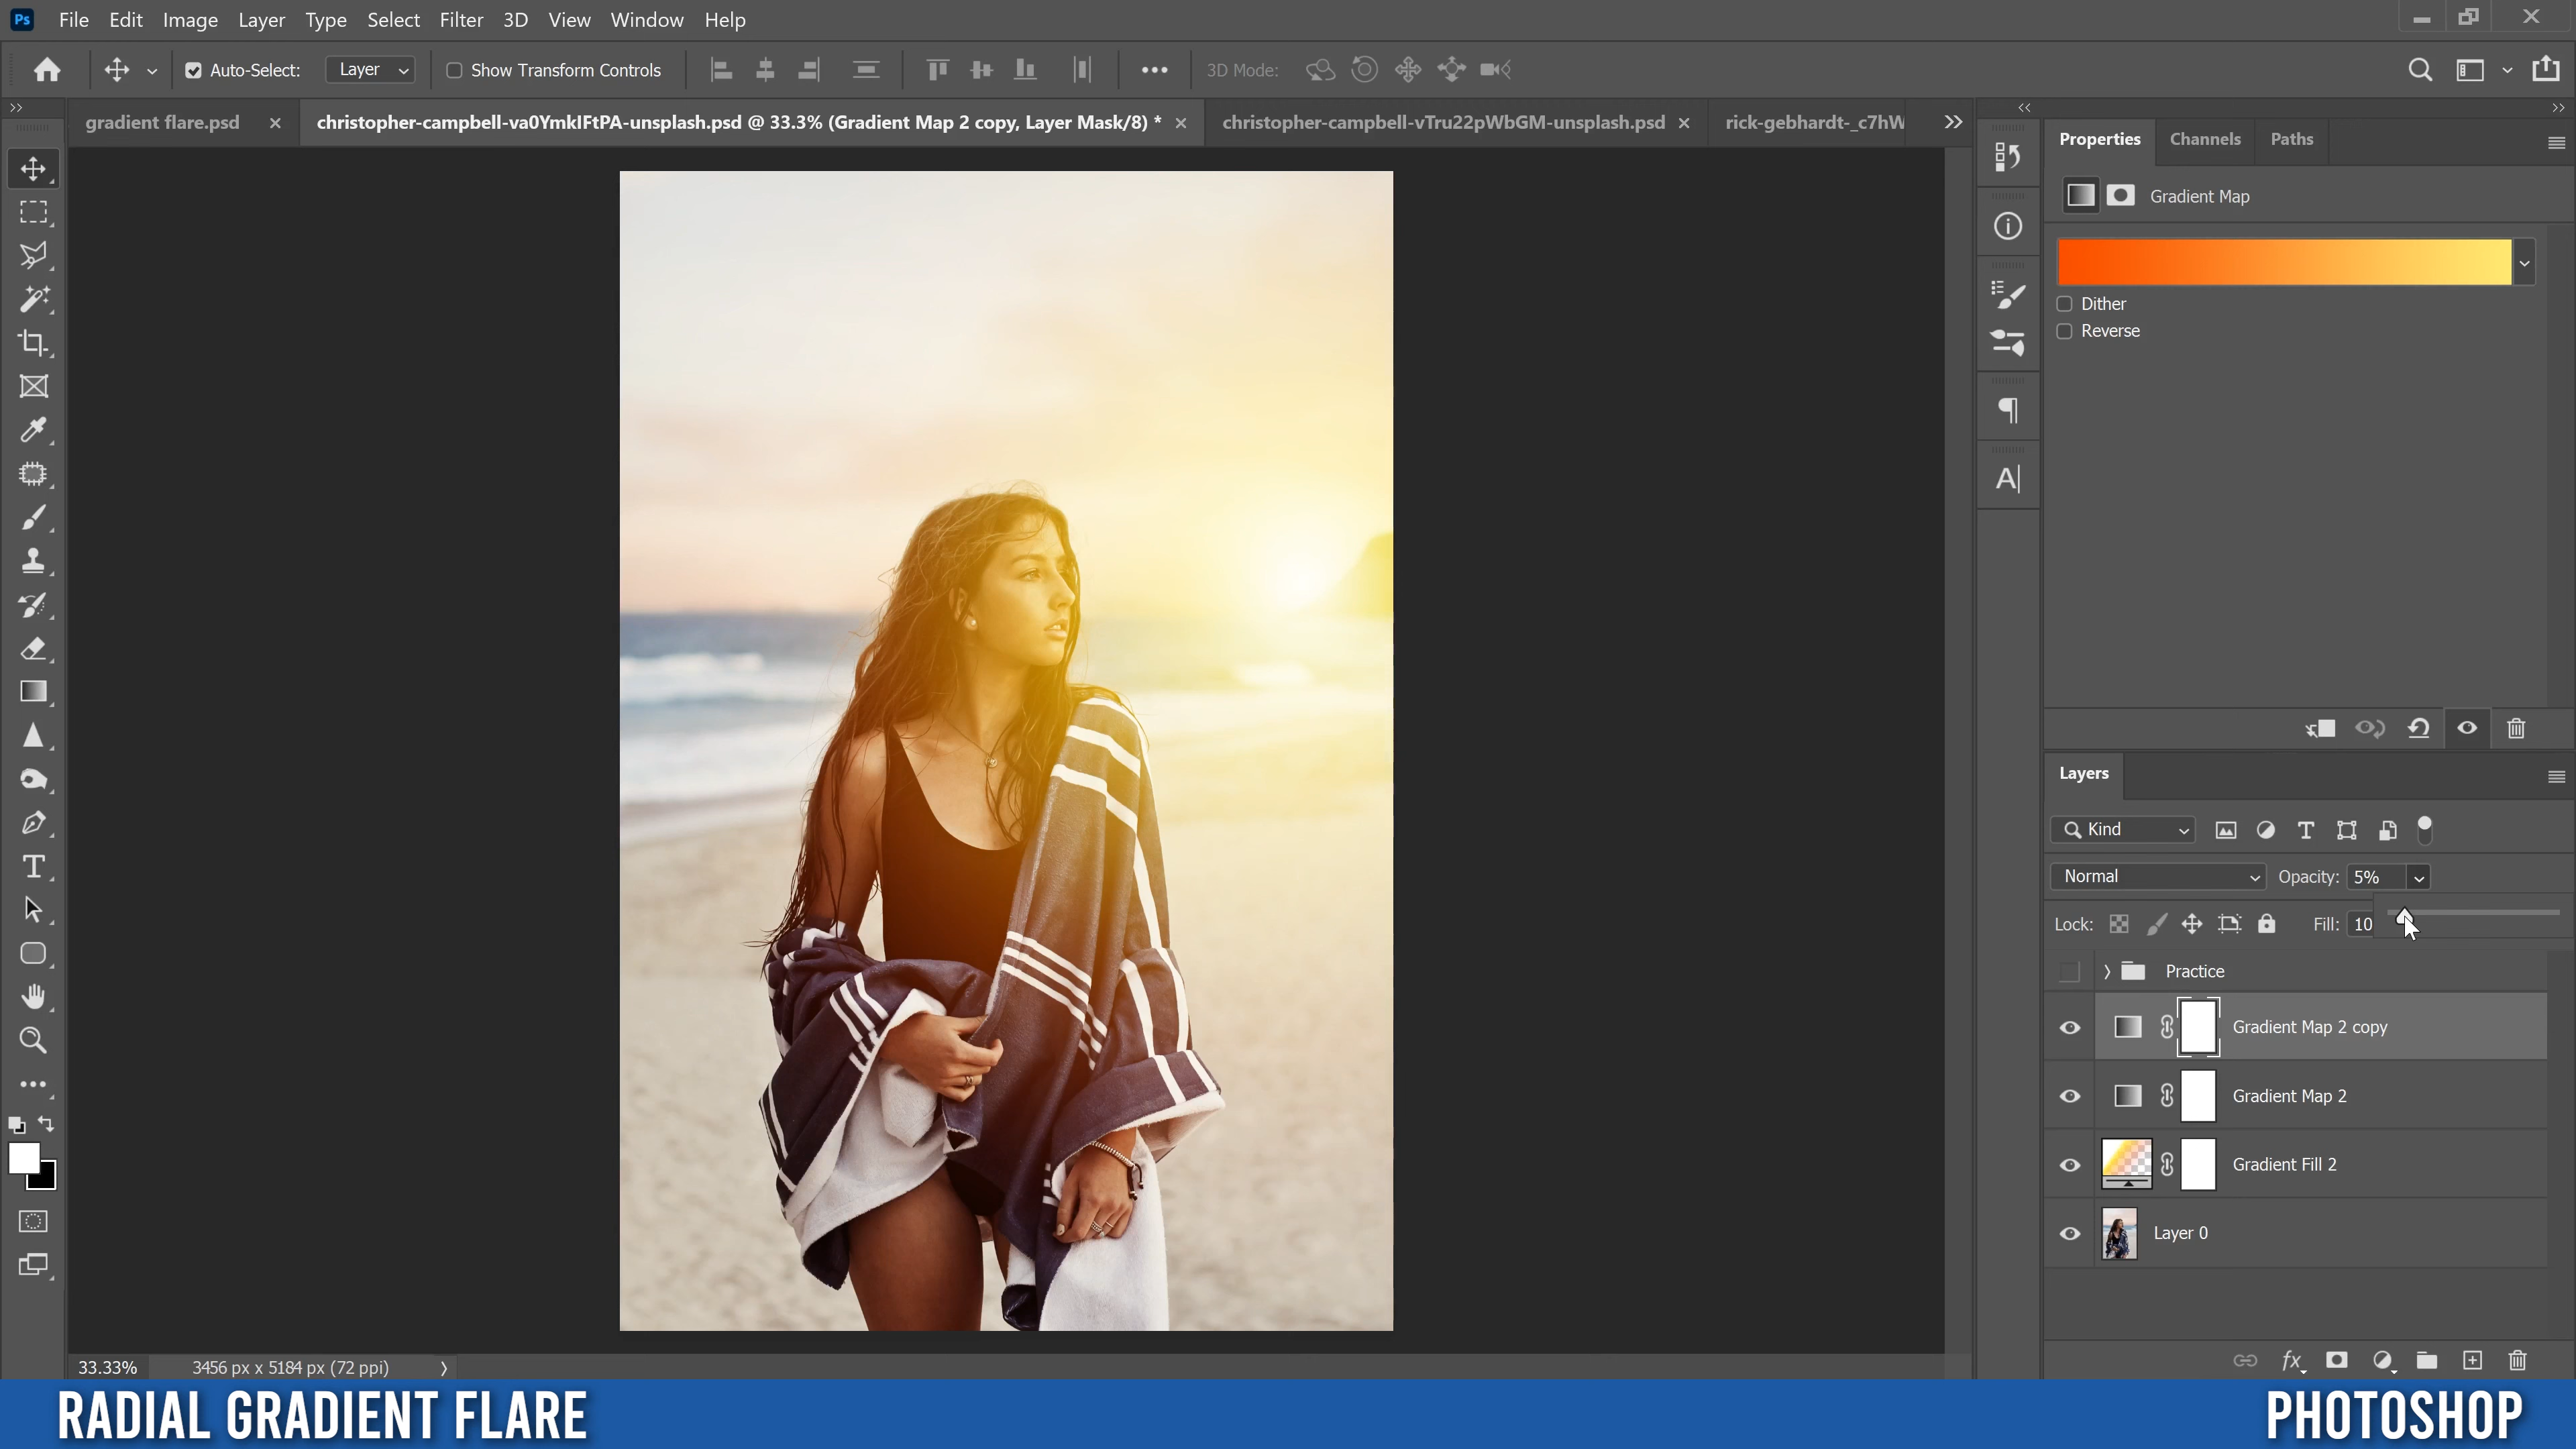 Ps File Edit Image Layer Type Select Filter 3D View Window Help
Auto-Select: Layer Show Transform Controls 3D Mode:
gradient flare.psd × christopher-campbell-va0YmkIFtPA-unsplash.psd @ 33.3% (Gradient Map 2 copy, Layer Mask/8) * × christopher-campbell-vTru22pWbGM-unsplash.psd × rick-gebhardt-_c7hW
Properties Channels Paths
Gradient Map
Dither
Reverse
Layers
Kind
Normal Opacity: 5%
Lock: Fill: 10
Practice
Gradient Map 2 copy
Gradient Map 2
Gradient Fill 2
Layer 0
33.33% 3456 px x 5184 px (72 ppi)
RADIAL GRADIENT FLARE PHOTOSHOP